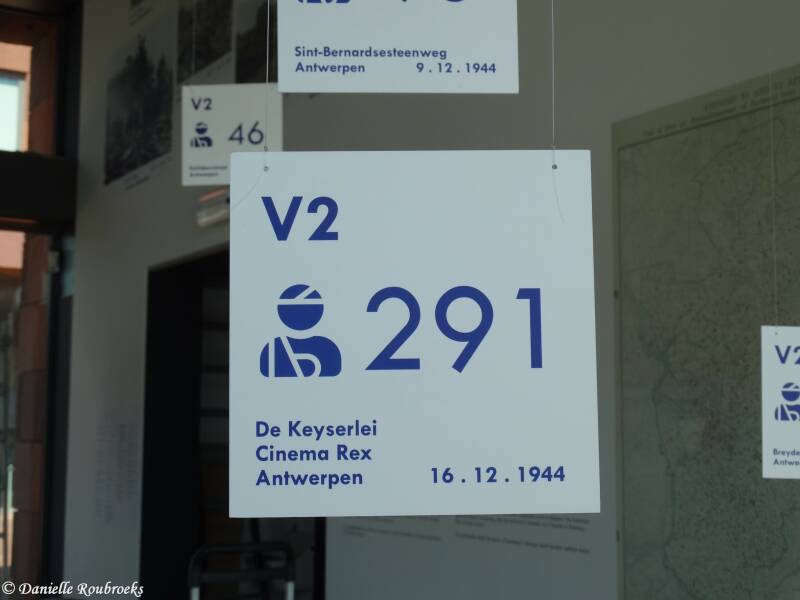 Sint-Bernardsesteenweg
Antwerpen 9 . 12 . 1944
V2
46
Antwerpen
V2
291
De Keyserlei
Cinema Rex
Antwerpen 16 . 12 . 1944
V2
© Danielle Roubroeks